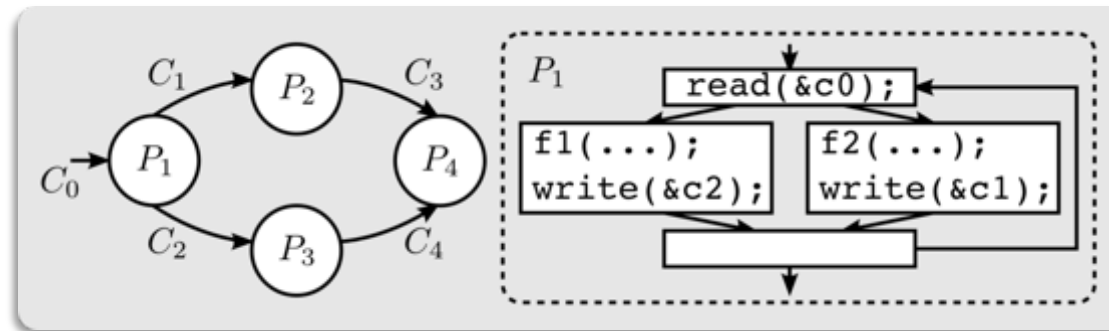 C1
P2
C3
P1
P4
C0
C2
P3
C4
P1
read(&c0);
f1(...);
write(&c2);
f2(...);
write(&c1);